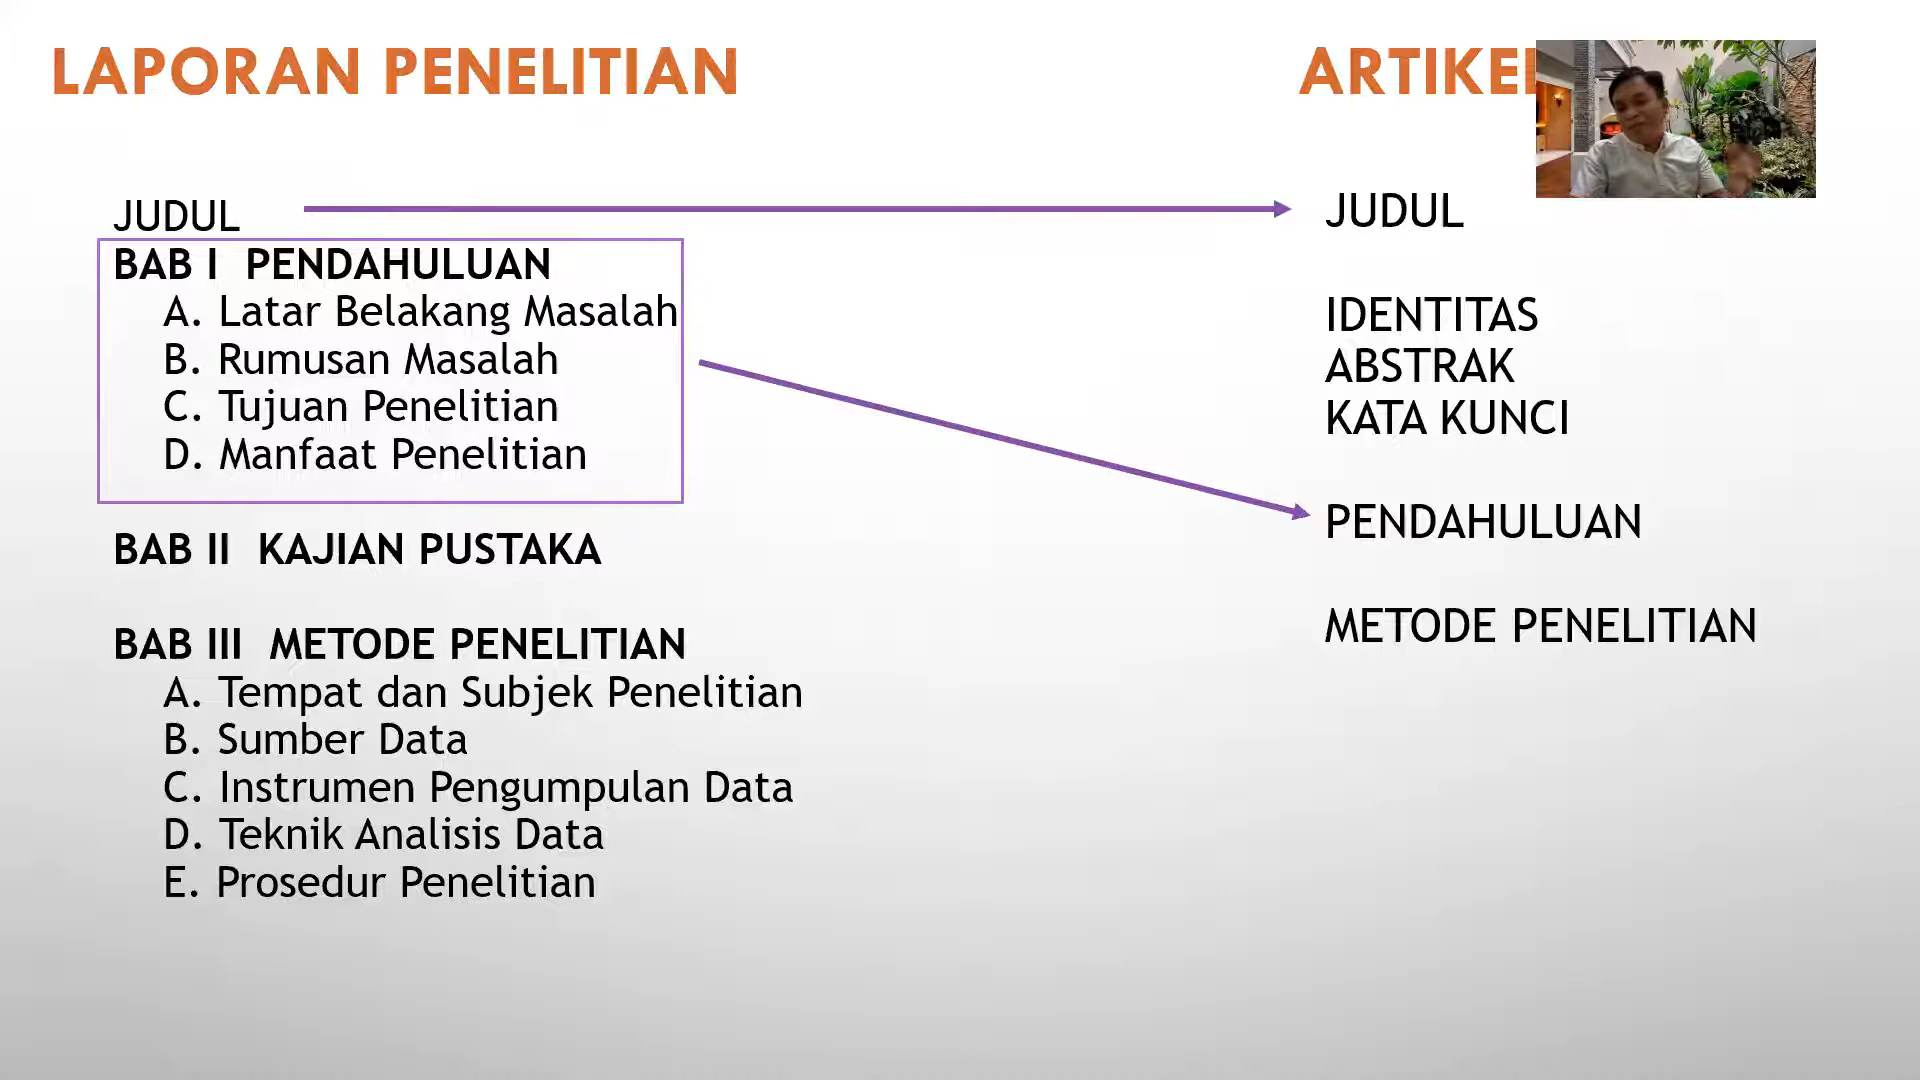 LAPORAN PENELITIAN
JUDUL
BAB I PENDAHULUAN
A. Latar Belakang Masalah
B. Rumusan Masalah
C. Tujuan Penelitian
D. Manfaat Penelitian
BAB II KAJIAN PUSTAKA
BAB III METODE PENELITIAN
A. Tempat dan Subjek Penelitian
B. Sumber Data
C. Instrumen Pengumpulan Data
D. Teknik Analisis Data
E. Prosedur Penelitian
JUDUL
IDENTITAS
ABSTRAK
KATA KUNCI
PENDAHULUAN
METODE PENELITIAN